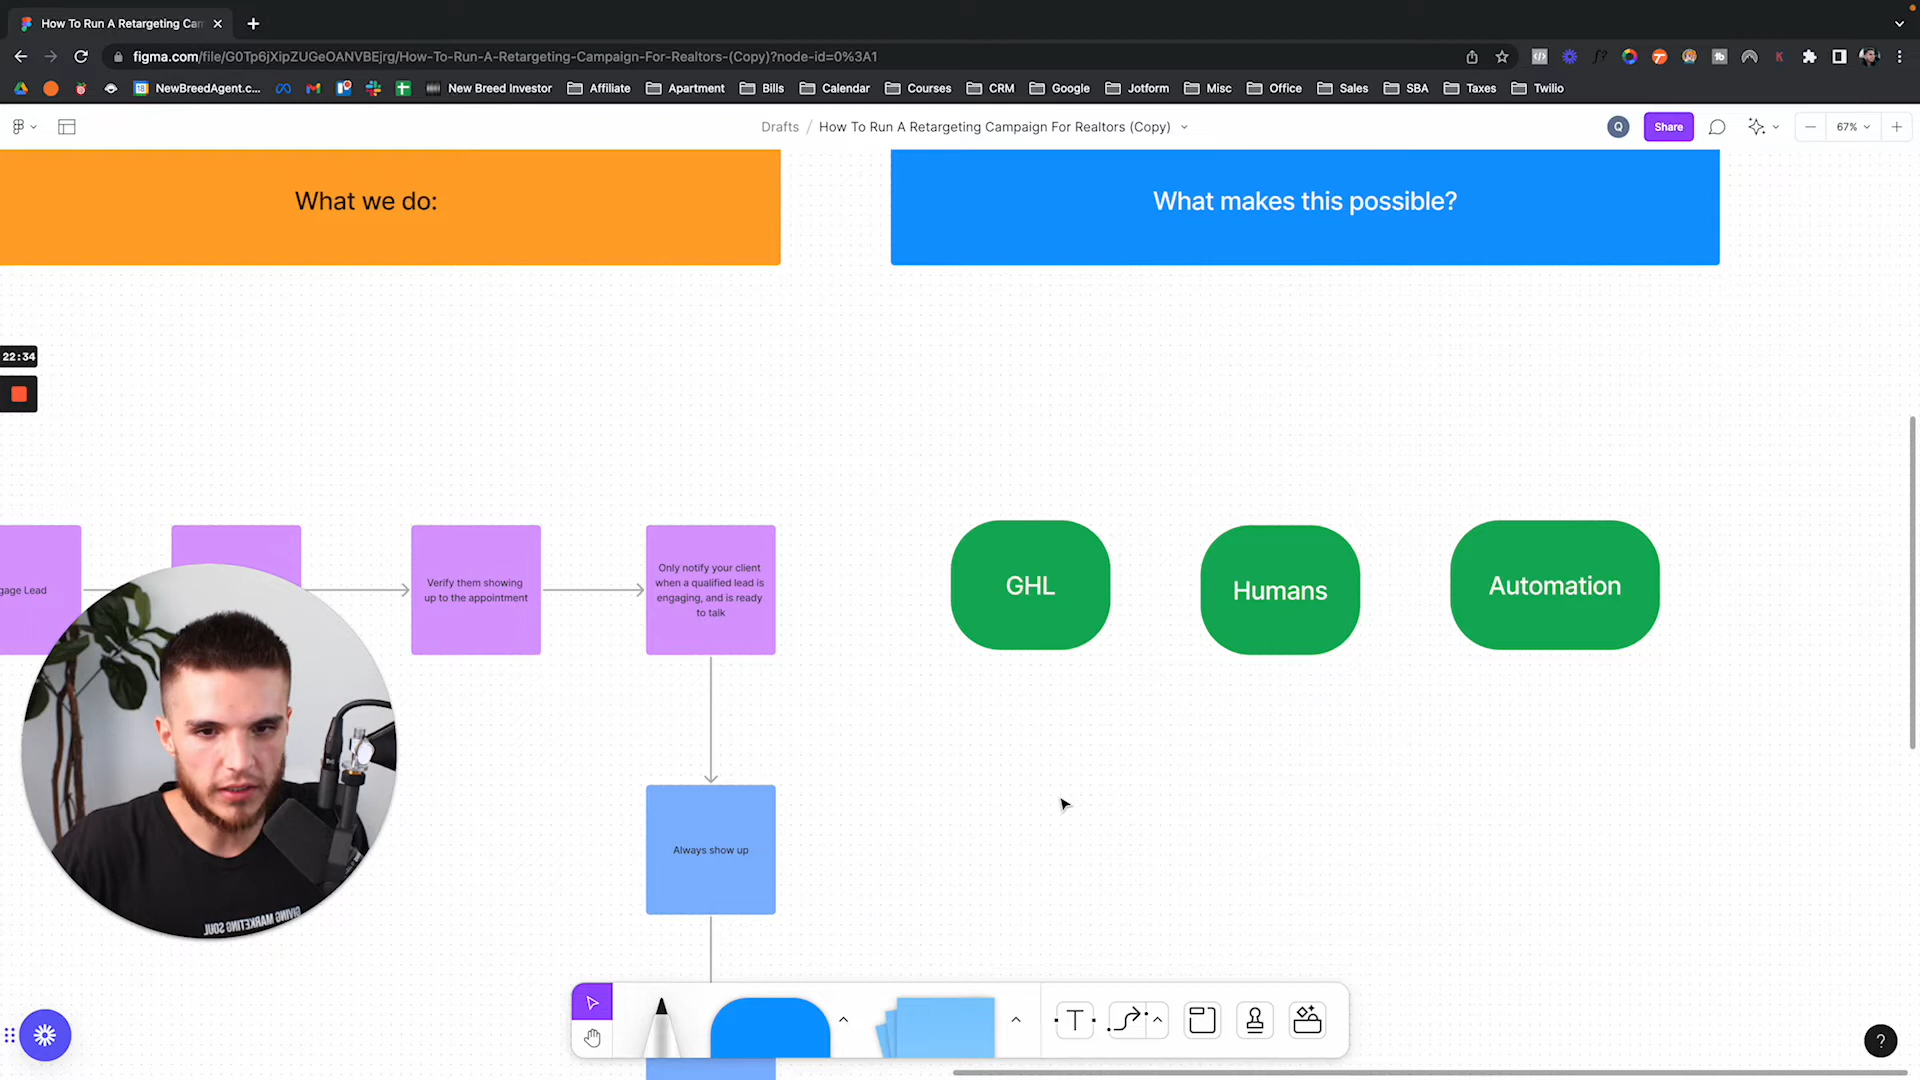 How To Run A Retargeting Car
figma.com/file/G0Tp6jXipZUGeOANVBEjrg/How-To-Run-A-Retargeting-Campaign-For-Realtors-(Copy)?node-id=0%3A1
NewBreedAgent.c... New Breed Investor Affiliate Apartment Bills Calendar Courses CRM Google Jotform Misc Office Sales SBA Taxes Twilio
Drafts / How To Run A Retargeting Campaign For Realtors (Copy)
Q Share 67%
What we do:
What makes this possible?
22:34
gage Lead
Verify them showing
up to the appointment
Only notify your client
when a qualified lead is
engaging, and is ready
to talk
GHL
Humans
Automation
Always show up
GIVING MARKETING SOUL
T
?